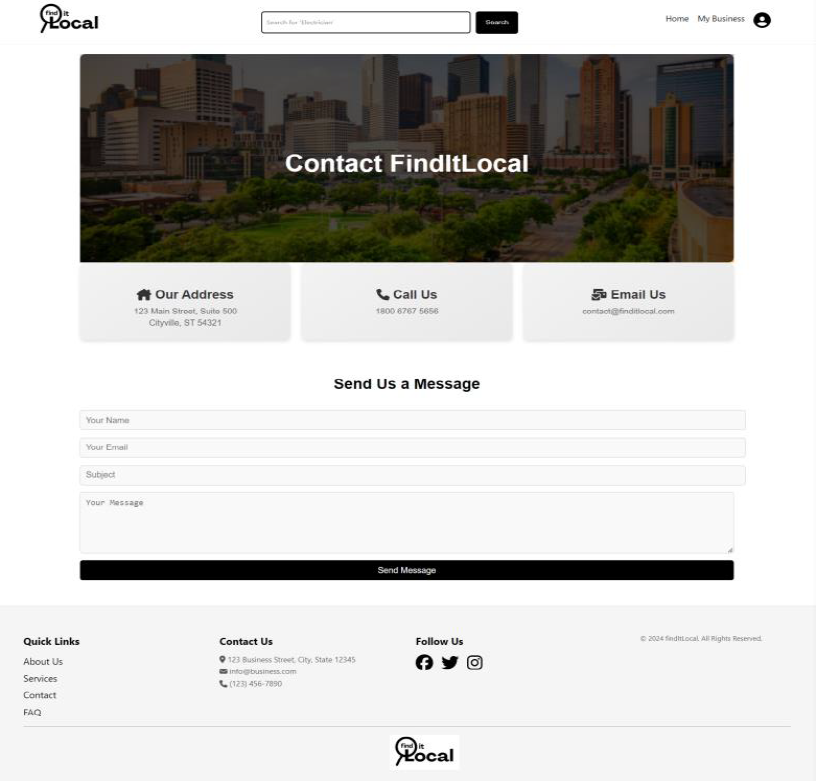 find it
Local
Search for 'Electrician'
Search
Home
My Business
Contact FindItLocal
Our Address
123 Main Street, Suite 500
Cityville, ST 54321
Call Us
1800 6767 5656
Email Us
contact@finditlocal.com
Send Us a Message
Your Name
Your Email
Subject
Your Message
Send Message
Quick Links
About Us
Services
Contact
FAQ
Contact Us
123 Business Street, City, State 12345
info@business.com
(123) 456-7890
Follow Us
© 2024 finditLocal. All Rights Reserved.
find it
Local